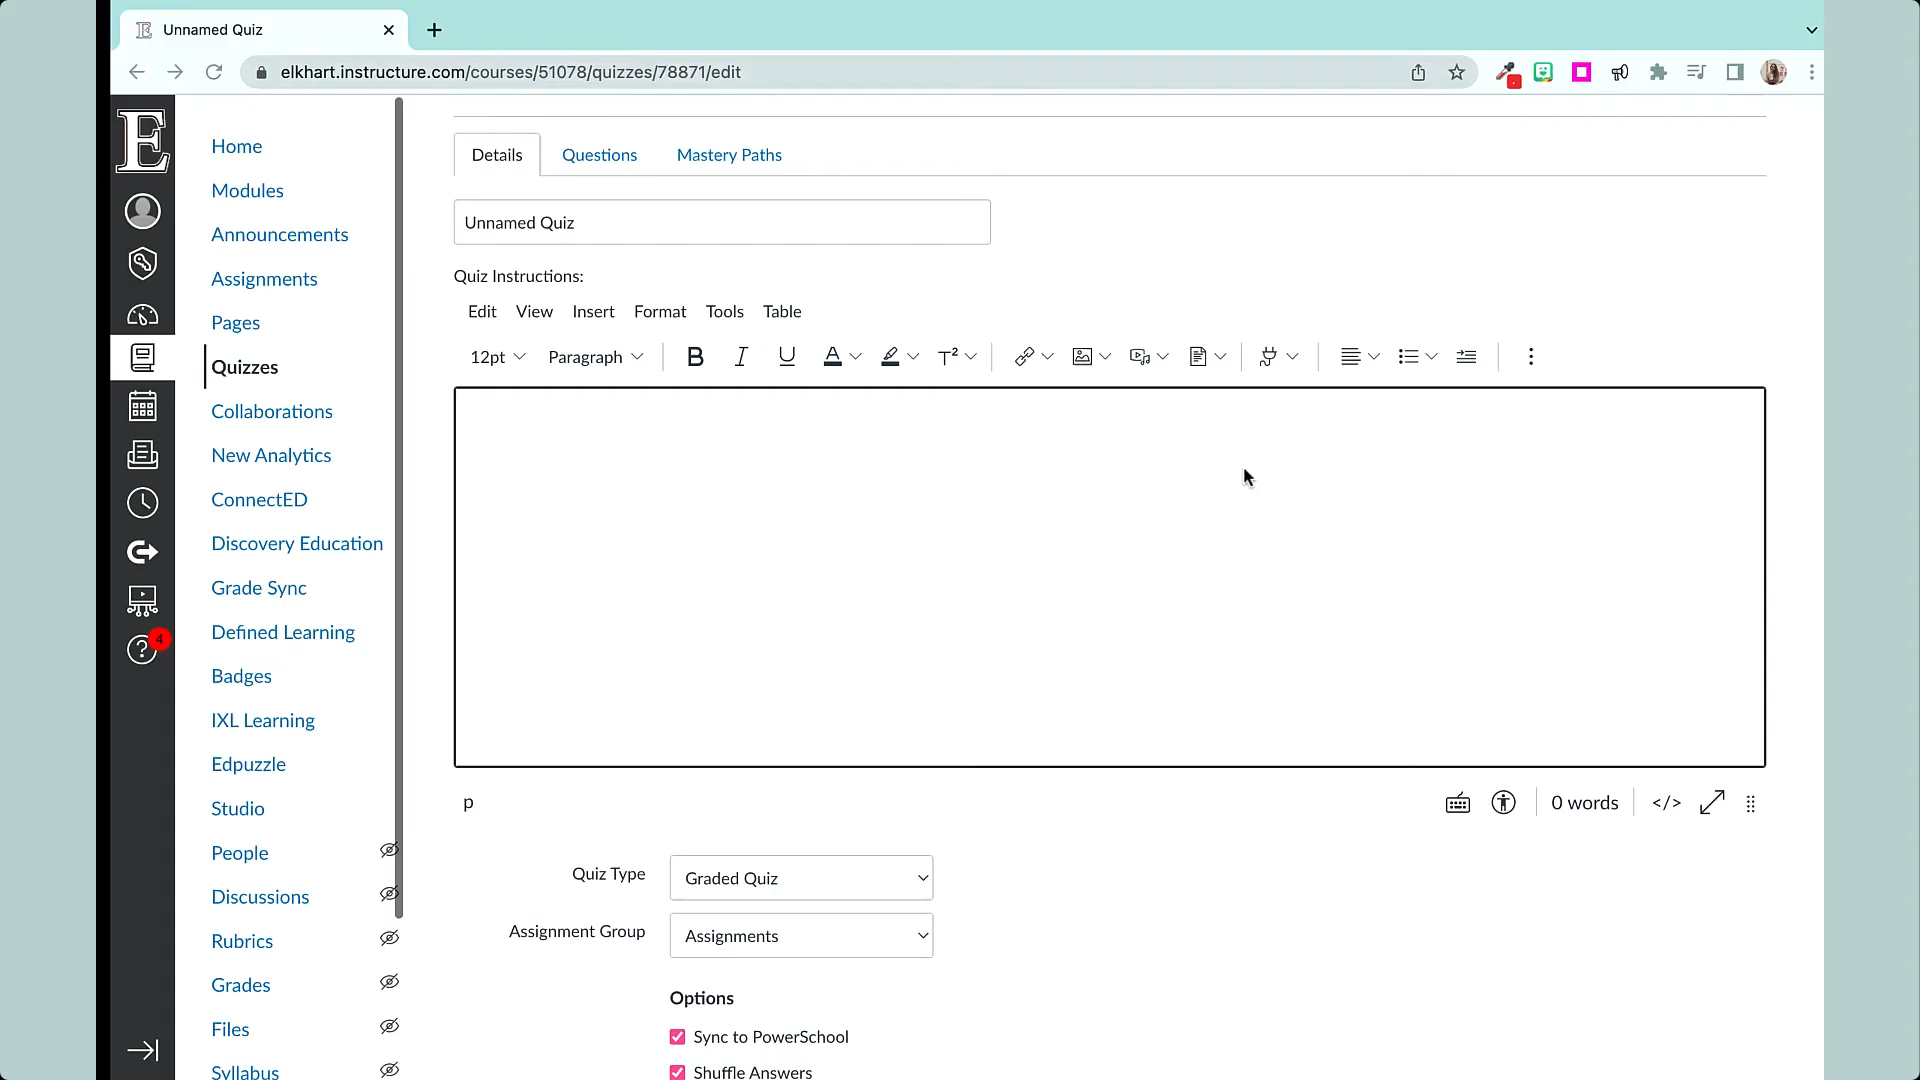 Unnamed Quiz
elkhart.instructure.com/courses/51078/quizzes/78871/edit
E
Home
Modules
Announcements
Assignments
Pages
Quizzes
Collaborations
New Analytics
ConnectED
Discovery Education
Grade Sync
Defined Learning
Badges
IXL Learning
Edpuzzle
Studio
People
Discussions
Rubrics
Grades
Files
Syllabus
4
Details Questions Mastery Paths
Unnamed Quiz
Quiz Instructions:
Edit View Insert Format Tools Table
12pt Paragraph B I U A T²
p 0 words </>
Quiz Type Graded Quiz
Assignment Group Assignments
Options
Sync to PowerSchool
Shuffle Answers